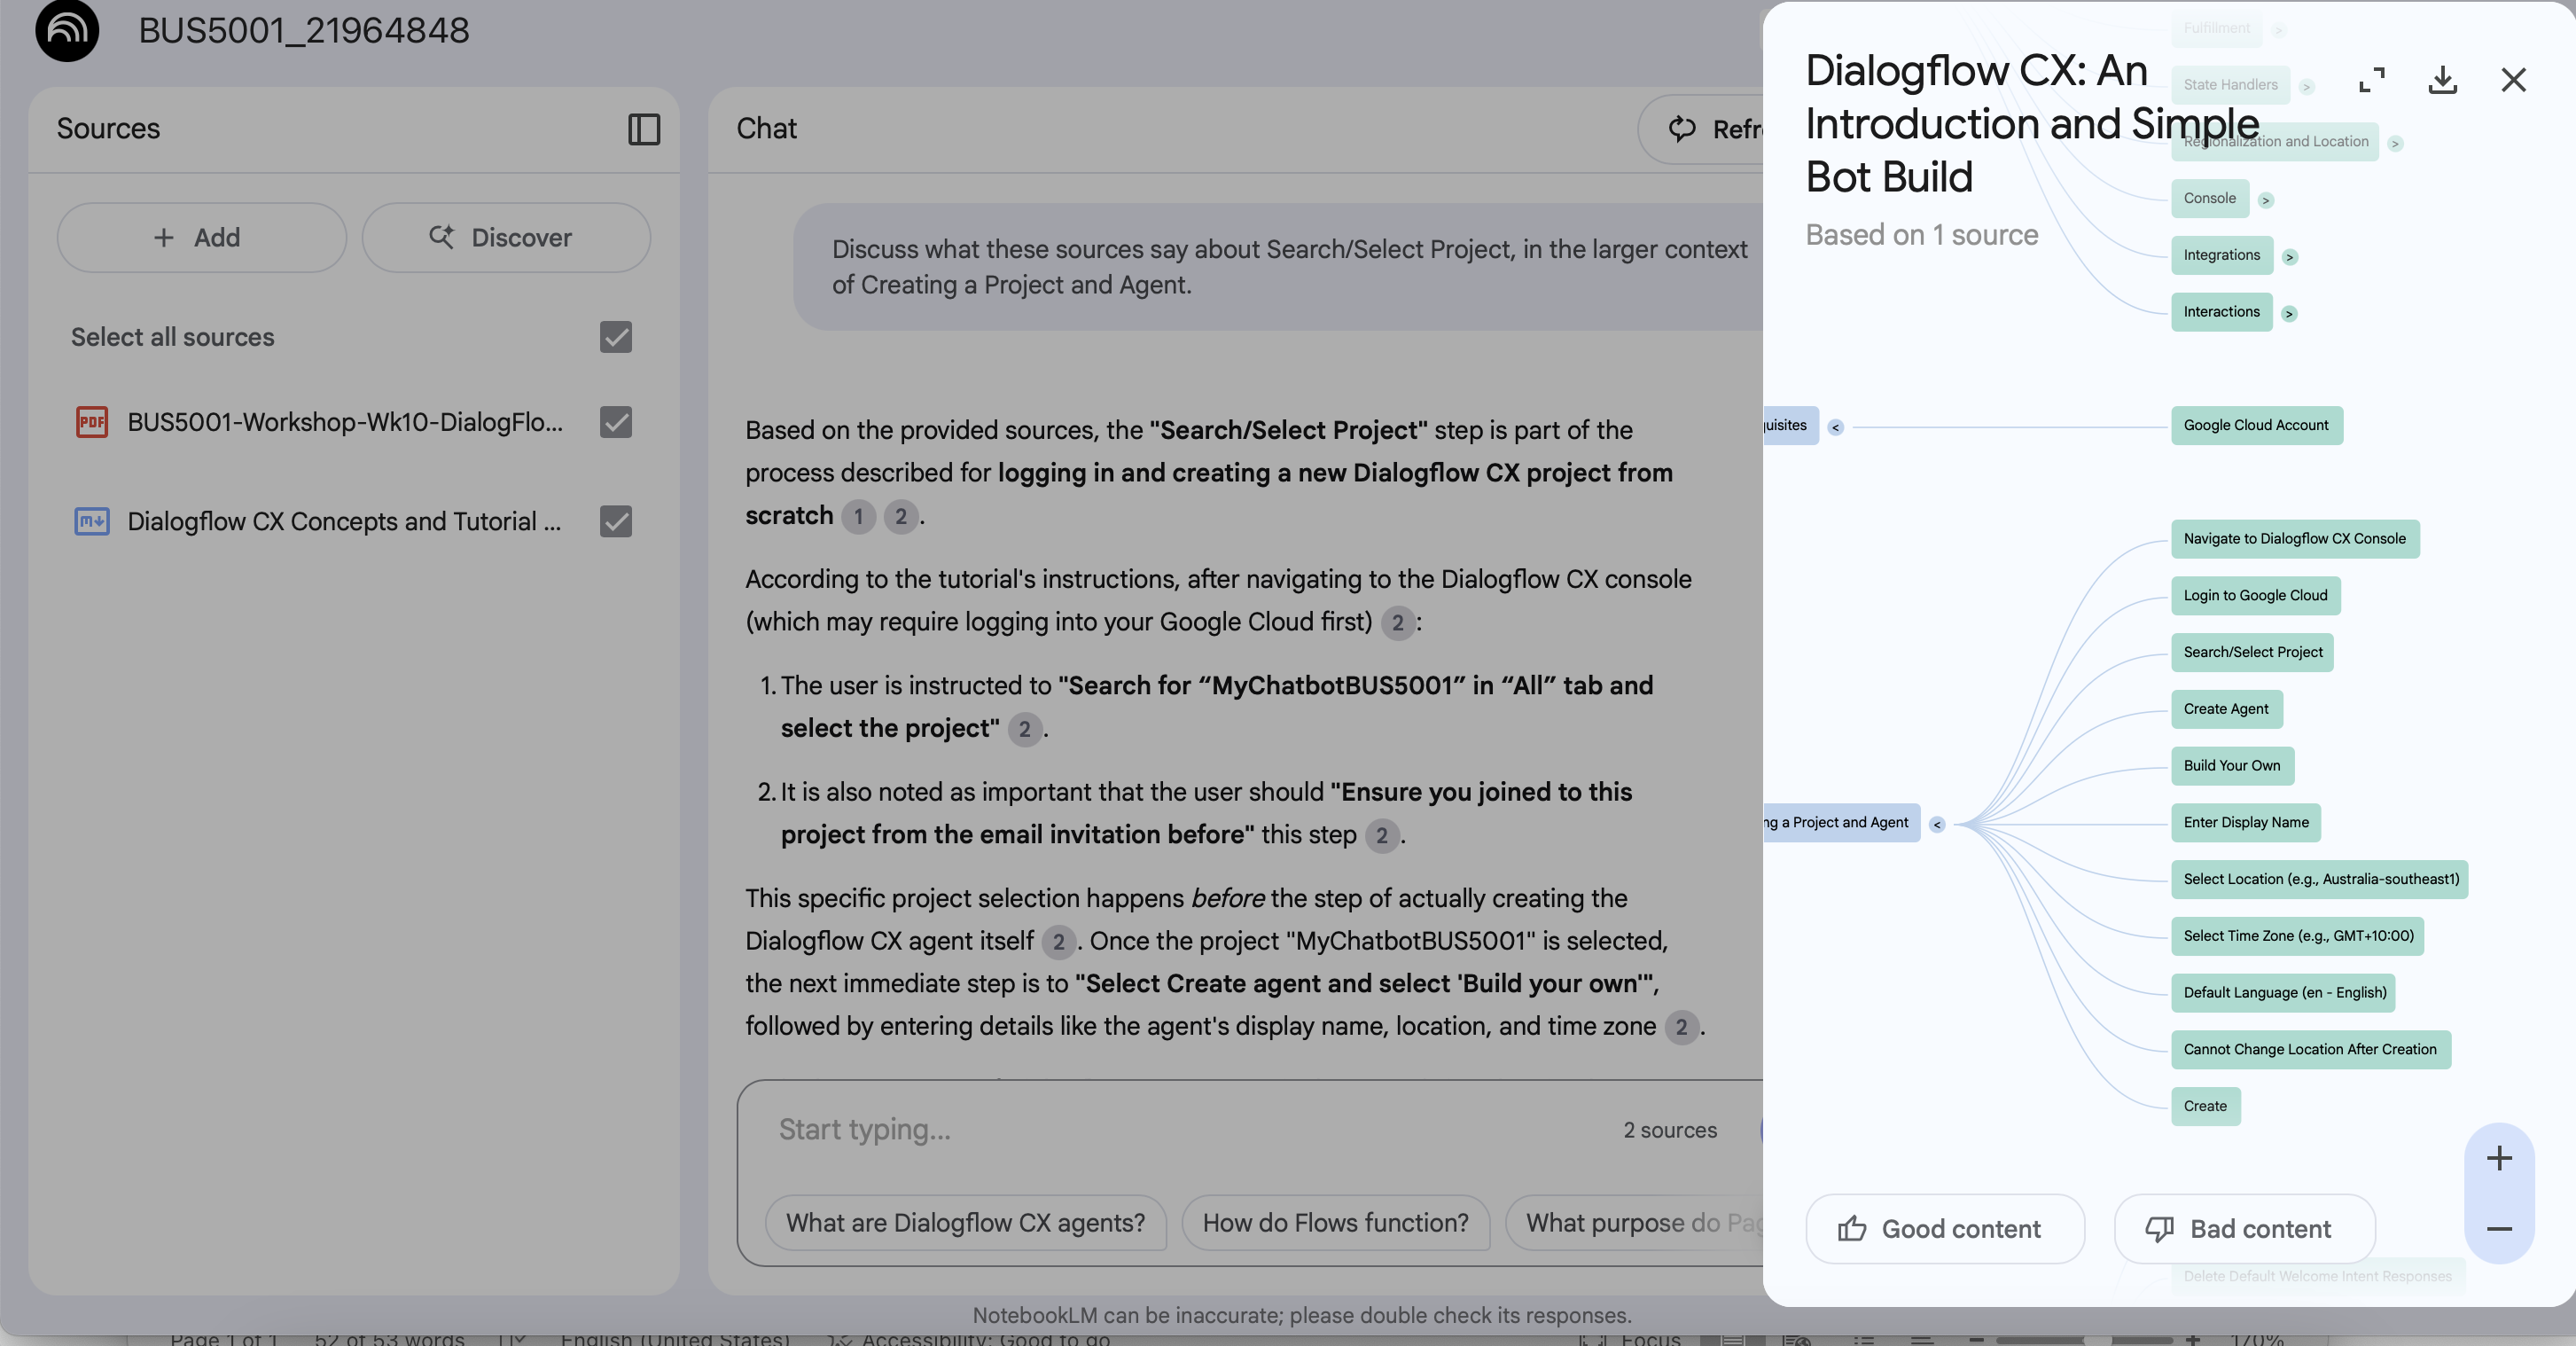 BUS5001_21964848
Sources
Add
Discover
Select all sources
PDF
BUS5001-Workshop-Wk10-DialogFlo...
Dialogflow CX Concepts and Tutorial ...
Chat
Discuss what these sources say about Search/Select Project, in the larger context
of Creating a Project and Agent.
Based on the provided sources, the "Search/Select Project" step is part of the
process described for logging in and creating a new Dialogflow CX project from
scratch 1 2.
According to the tutorial's instructions, after navigating to the Dialogflow CX console
(which may require logging into your Google Cloud first) 2:
1. The user is instructed to "Search for “MyChatbotBUS5001” in “All” tab and
select the project" 2.
2. It is also noted as important that the user should "Ensure you joined to this
project from the email invitation before" this step 2.
This specific project selection happens before the step of actually creating the
Dialogflow CX agent itself 2. Once the project "MyChatbotBUS5001" is selected,
the next immediate step is to "Select Create agent and select 'Build your own'",
followed by entering details like the agent's display name, location, and time zone 2.
Start typing...
2 sources
What are Dialogflow CX agents?
How do Flows function?
What purpose do Pag
NotebookLM can be inaccurate; please double check its responses.
Dialogflow CX: An
Introduction and Simple
Bot Build
Based on 1 source
Fulfillment >
State Handlers >
Regionalization and Location >
Console >
Integrations >
Interactions >
uisites <
Google Cloud Account
ng a Project and Agent <
Navigate to Dialogflow CX Console
Login to Google Cloud
Search/Select Project
Create Agent
Build Your Own
Enter Display Name
Select Location (e.g., Australia-southeast1)
Select Time Zone (e.g., GMT+10:00)
Default Language (en - English)
Cannot Change Location After Creation
Create
Delete Default Welcome Intent Responses
Good content
Bad content
Page 1 of 1 52 of 53 words English (United States) Accessibility: Good to go Focus 170%